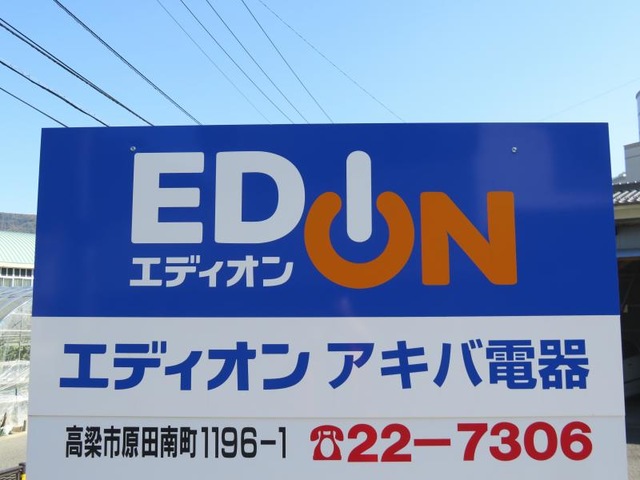 EDION
エディオン
エディオン アキバ電器
高梁市原田南町1196-1 ☎22-7306